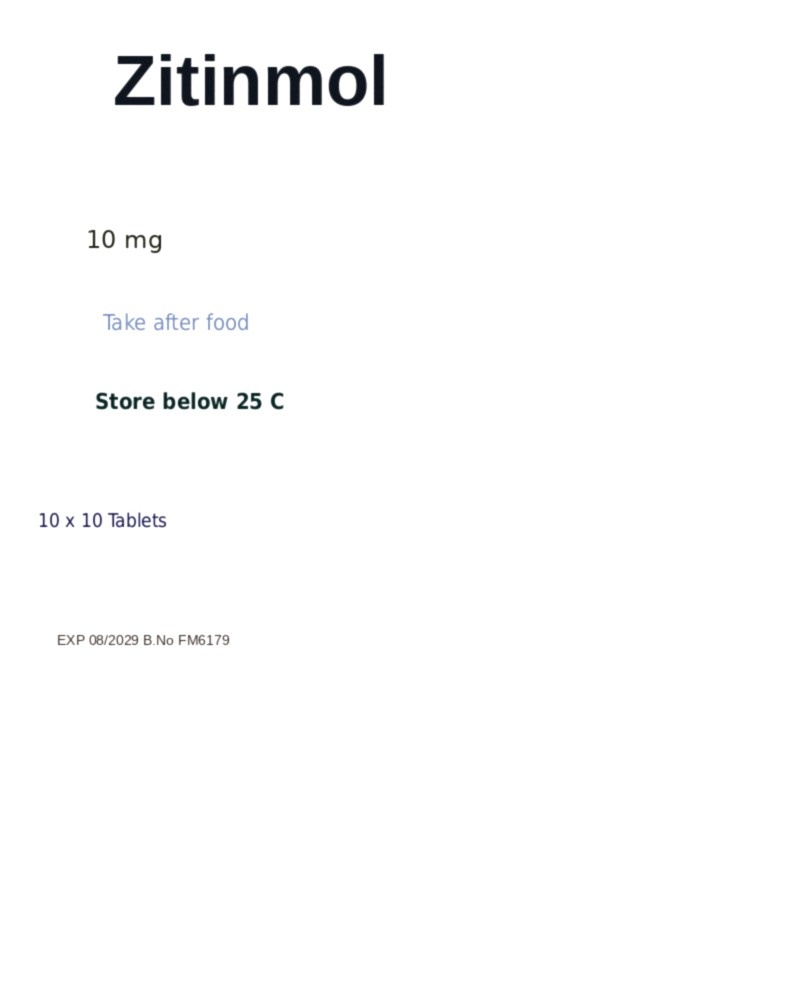 Zitinmol
10 mg
Take after food
Store below 25 C
10 x 10 Tablets
EXP 08/2029 B.No FM6179